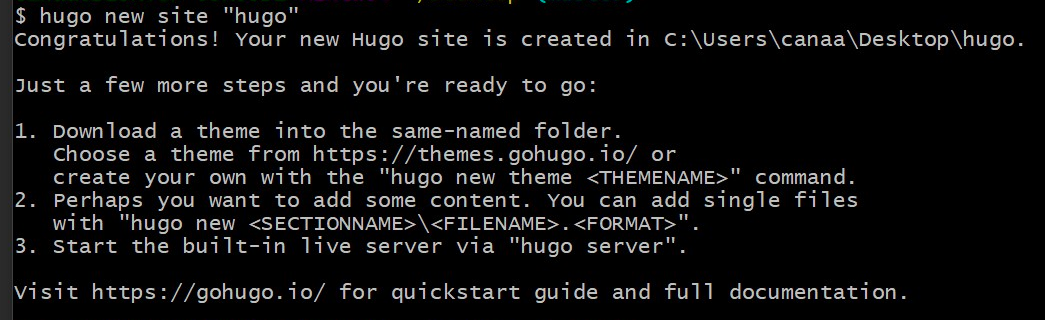 $ hugo new site "hugo"
Congratulations! Your new Hugo site is created in C:\Users\canaa\Desktop\hugo.
Just a few more steps and you're ready to go:
1. Download a theme into the same-named folder.
Choose a theme from https://themes.gohugo.io/ or
create your own with the "hugo new theme <THEMENAME>" command.
2. Perhaps you want to add some content. You can add single files
with "hugo new <SECTIONNAME>\<FILENAME>.<FORMAT>".
3. Start the built-in live server via "hugo server".
Visit https://gohugo.io/ for quickstart guide and full documentation.